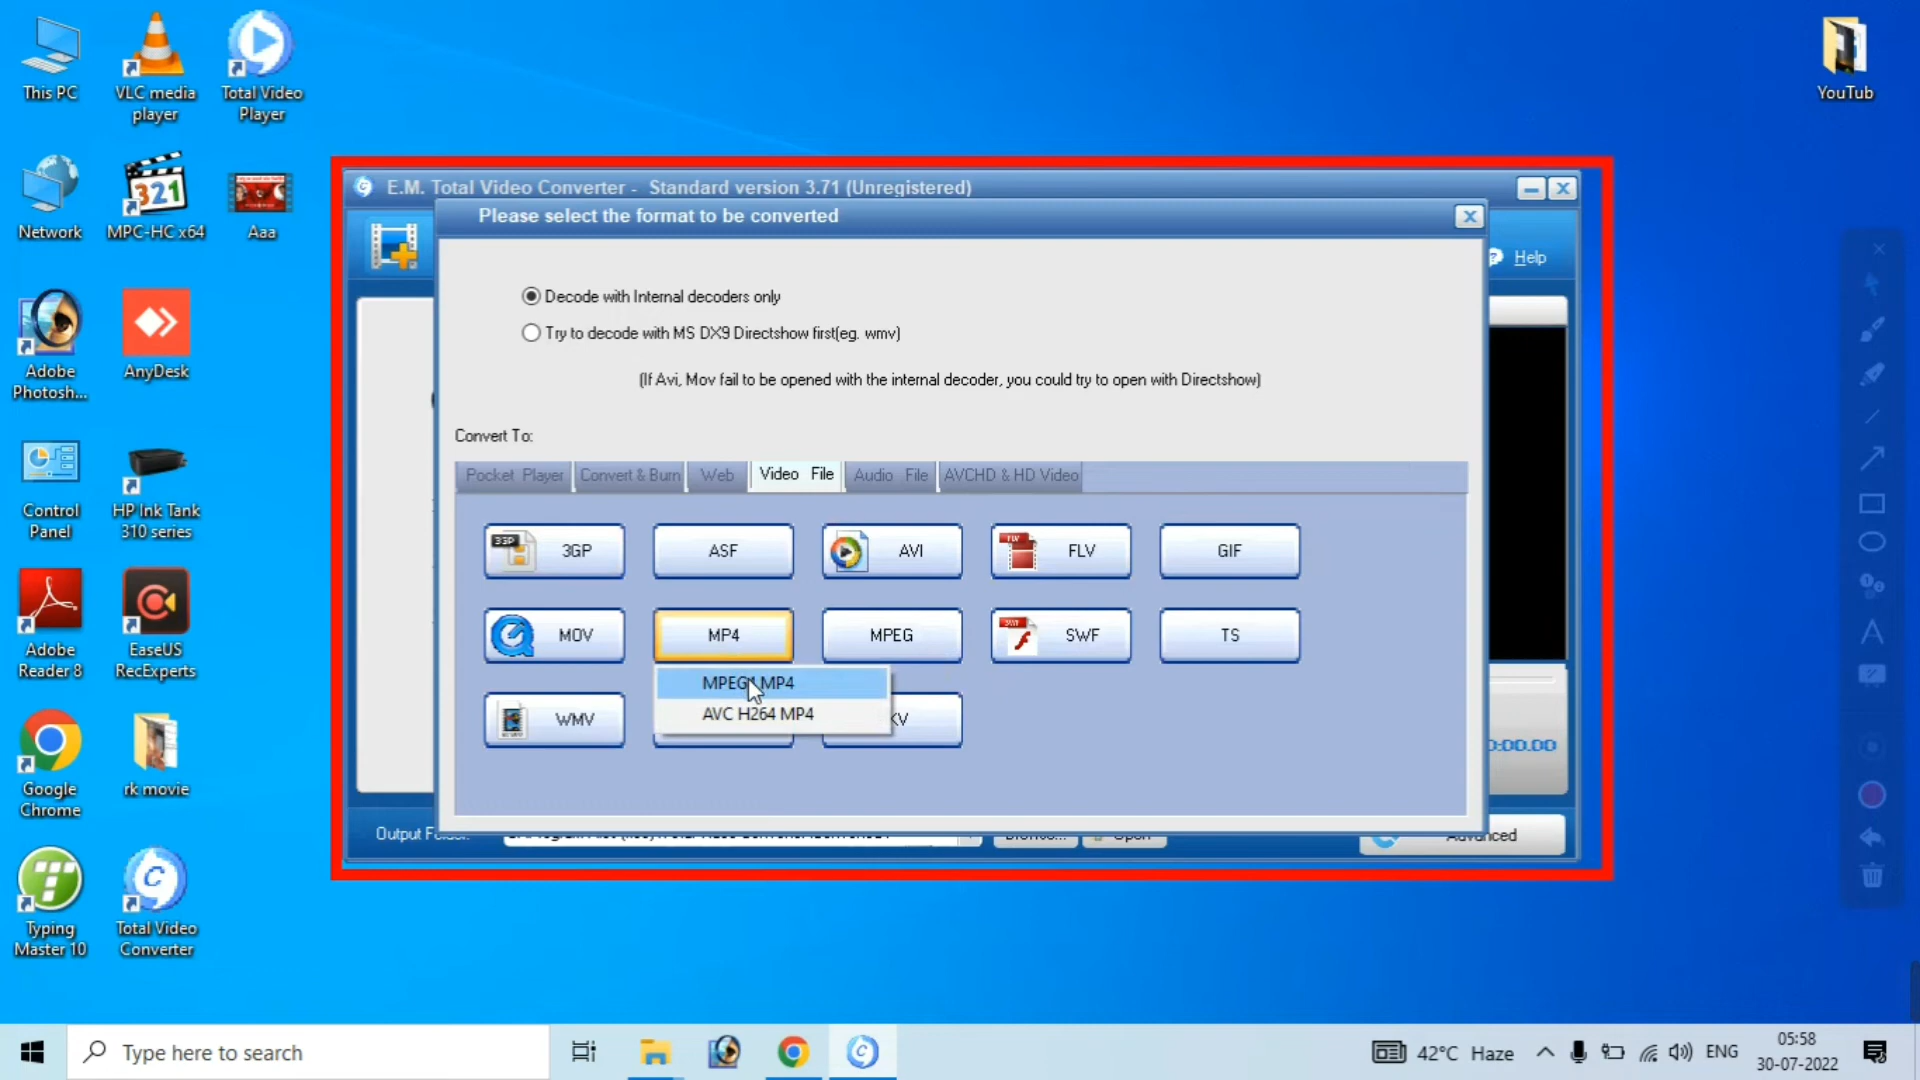 This PC
VLC media
player
Total Video
Player
YouTub
Network
MPC-HC x64
Aaa
Adobe
Photosh...
AnyDesk
Control
Panel
HP Ink Tank
310 series
Adobe
Reader 8
EaseUS
RecExperts
Google
Chrome
rk movie
Typing
Master 10
Total Video
Converter
E.M. Total Video Converter - Standard version 3.71 (Unregistered)
Please select the format to be converted
Help
Decode with Internal decoders only
Try to decode with MS DX9 Directshow first(eg. wmv)
(If Avi, Mov fail to be opened with the internal decoder, you could try to open with Directshow)
Convert To:
Pocket Player Convert & Burn Web Video File Audio File AVCHD & HD Video
3GP ASF AVI FLV GIF
MOV MP4 MPEG SWF TS
MPEG4 MP4
AVC H264 MP4
WMV
Output Folder:
Advanced
Type here to search
42°C Haze
ENG
05:58
30-07-2022